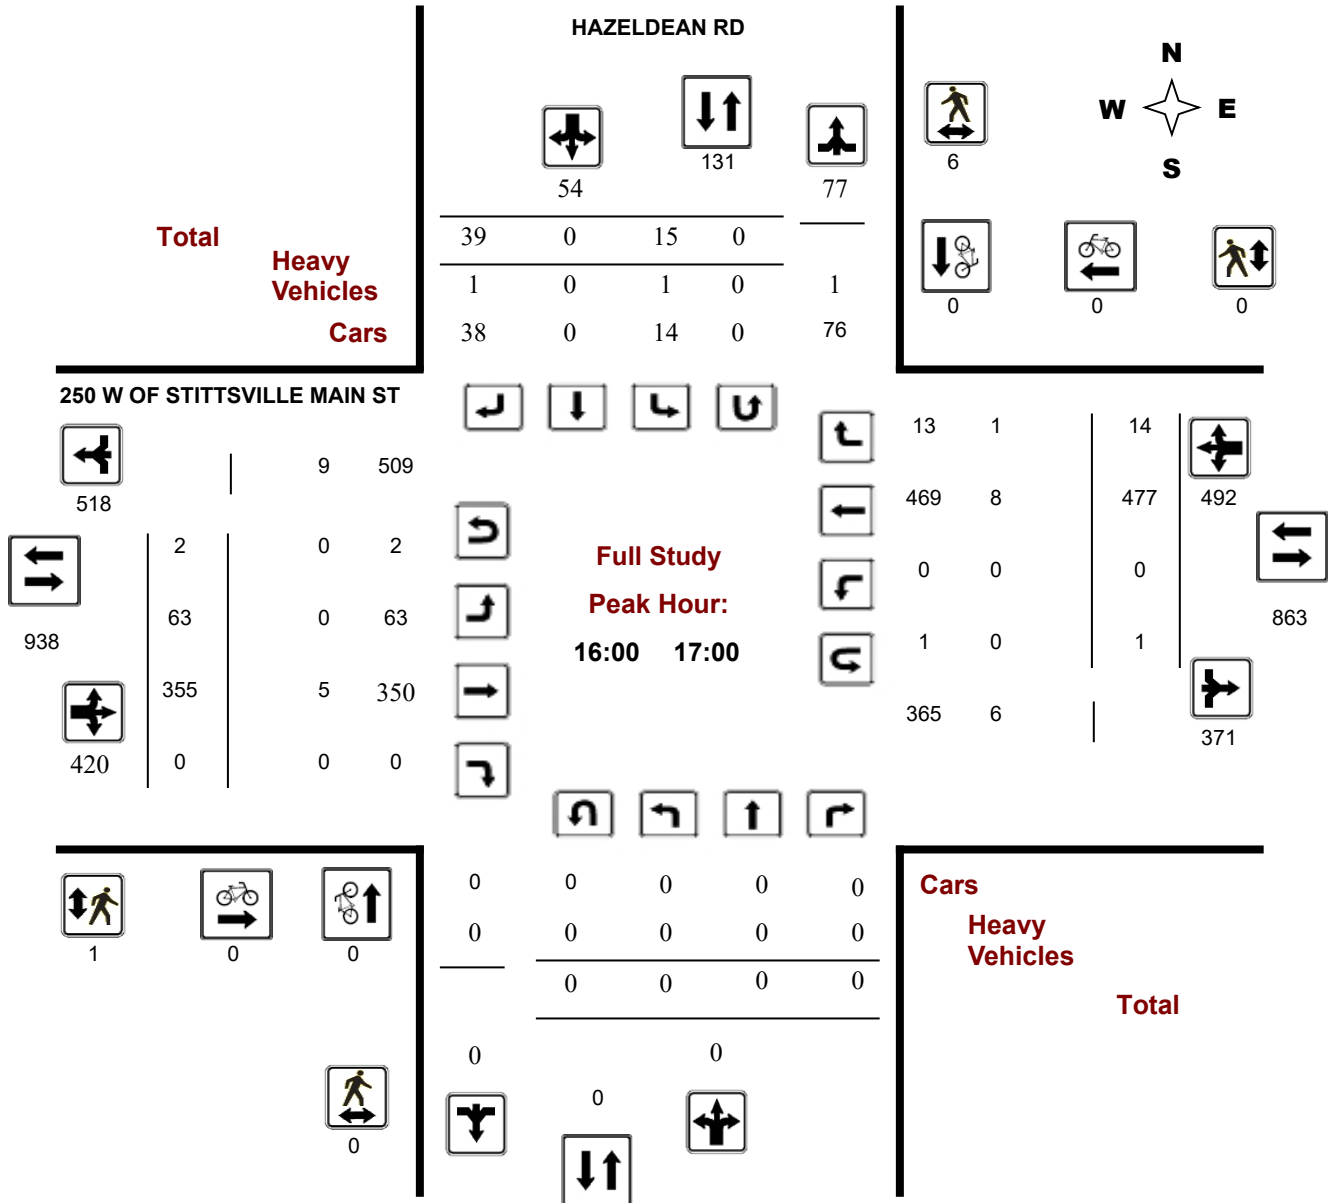 HAZELDEAN RD
N
W E
S
131
6
54
77
Total
39 0 15 0
Heavy
Vehicles
1 0 1 0 1
0 0 0
Cars
38 0 14 0 76
250 W OF STITTSVILLE MAIN ST
13 1 14
9 509
518
469 8 477 492
2 0 2
Full Study
0 0 0
Peak Hour:
63 0 63
863
938
16:00 17:00
1 0 1
355 5 350
365 6
371
420 0 0 0
0 0 0 0 0
Cars
0 0 0 0 0
Heavy
Vehicles
1 0 0
0 0 0 0
Total
0 0
0
0